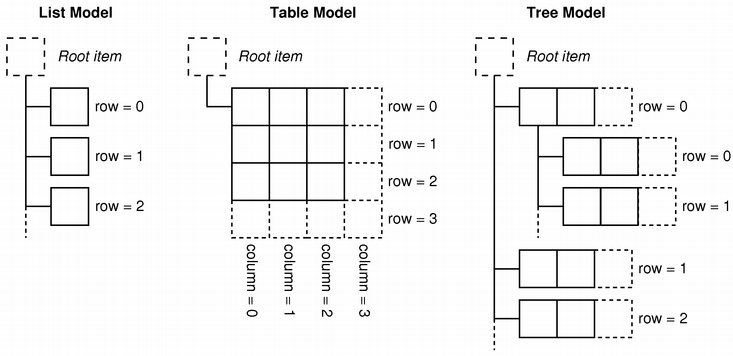 List Model
Table Model
Tree Model
Root item
Root item
Root item
row = 0
row = 1
row = 2
row = 0
row = 1
row = 2
row = 3
column = 0
column = 1
column = 2
column = 3
row = 0
row = 0
row = 1
row = 1
row = 2